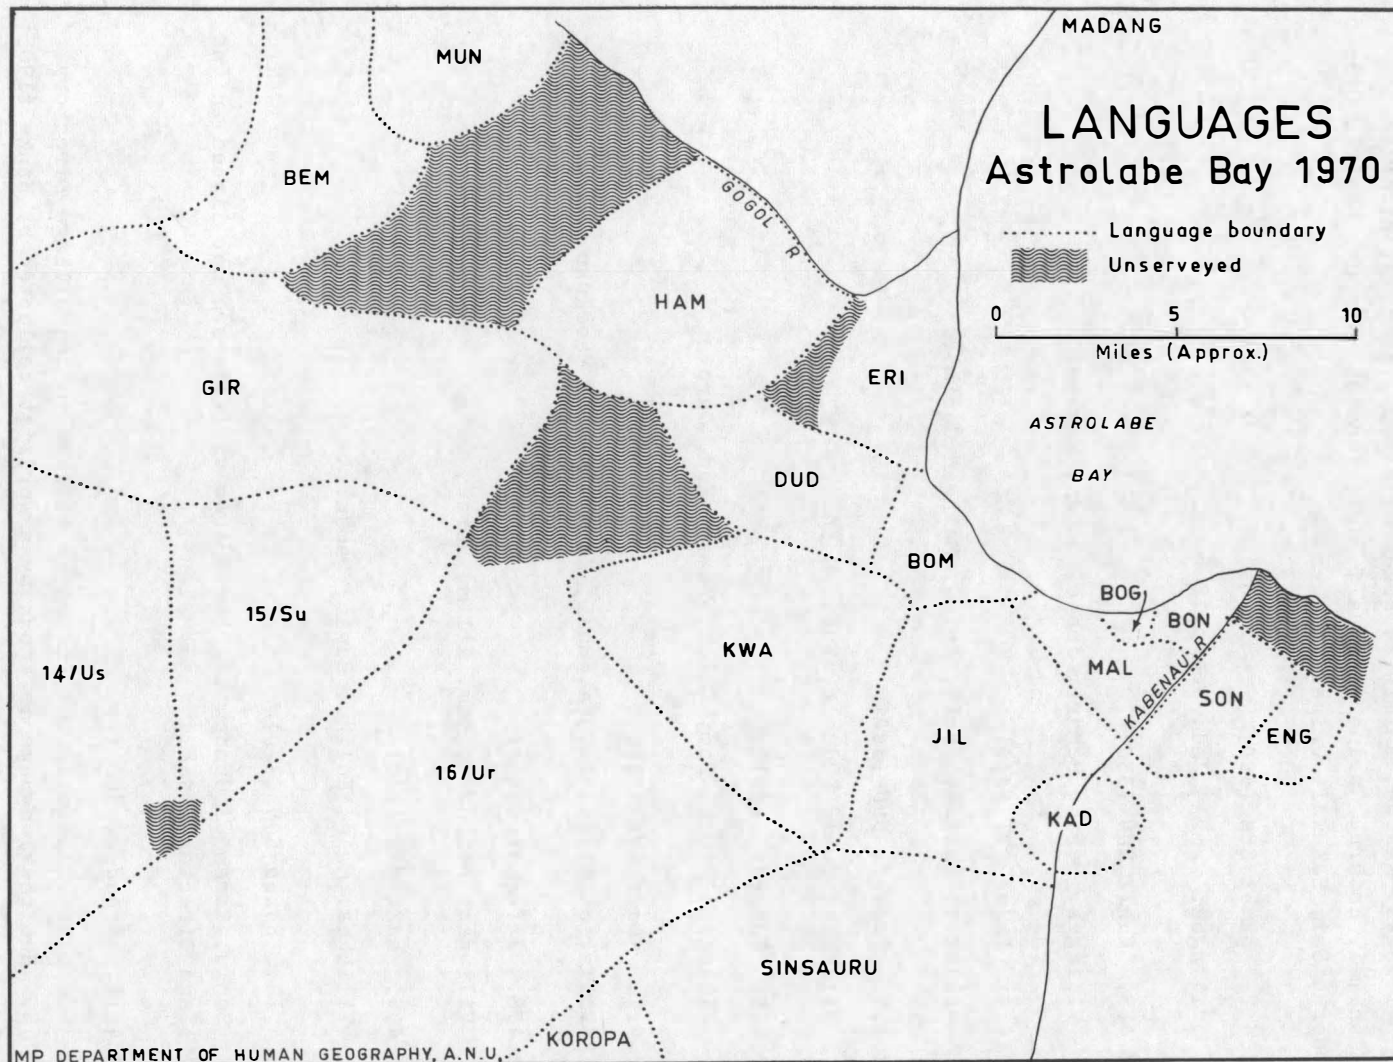 MADANG
MUN
LANGUAGES
Astrolabe Bay 1970
BEM
GOGOL R
Language boundary
Unserveyed
HAM
0 5 10
Miles (Approx.)
GIR
ERI
ASTROLABE
BAY
DUD
BOM
BOG
BON
15/Su
KWA
14/Us
MAL
KABENAU R
SON
JIL
ENG
16/Ur
KAD
SINSAURU
KOROPA
MP DEPARTMENT OF HUMAN GEOGRAPHY, A.N.U.